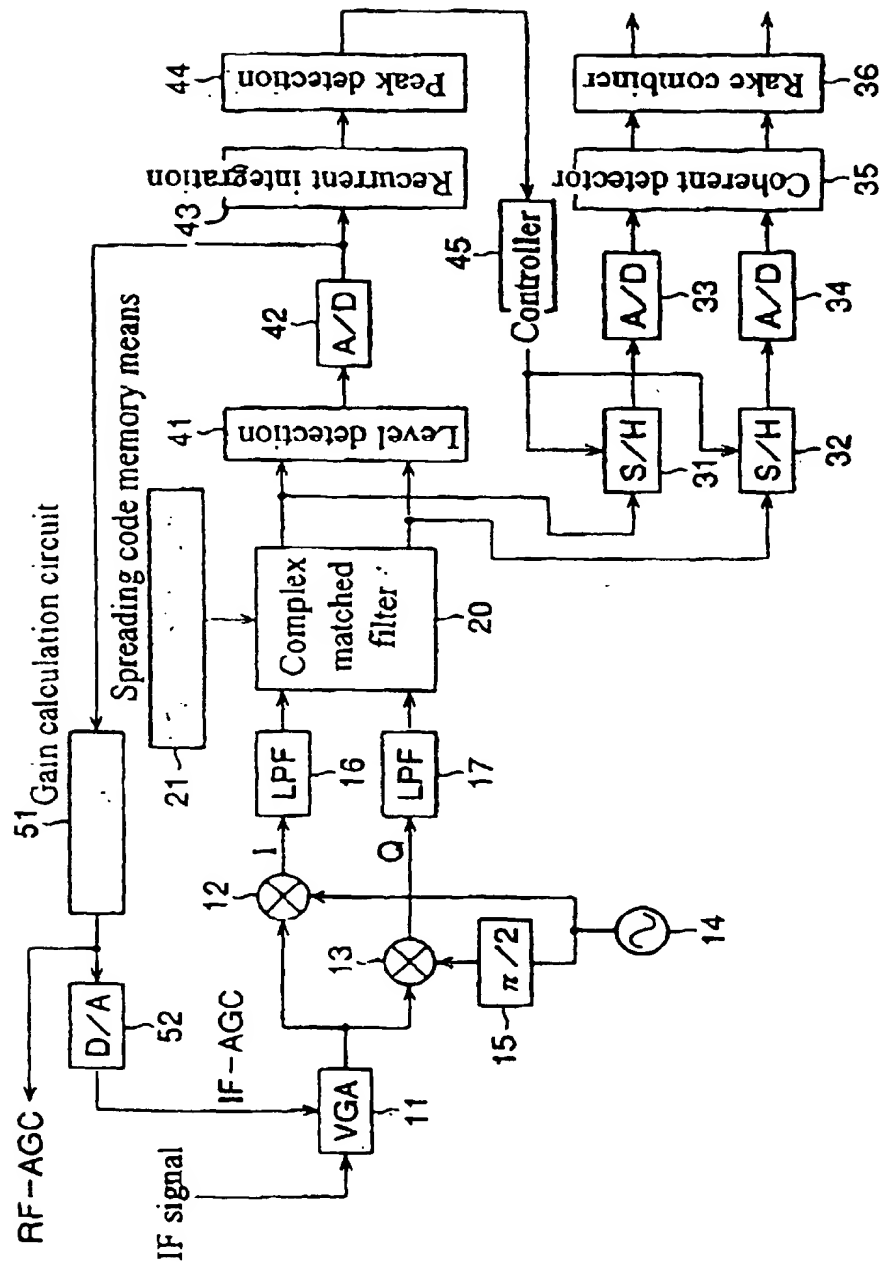 RF-AGC
IF signal
D/A
52
IF-AGC
VGA
11
51
Gain calculation circuit
Spreading code memory means
21
12
I
13
Q
15
π/2
14
LPF
16
LPF
17
Complex
matched
filter
20
41
Level detection
42
A/D
43
Recurrent integration
44
Peak detection
45
Controller
S/H
31
S/H
32
A/D
33
A/D
34
Coherent detector
35
Rake combiner
36